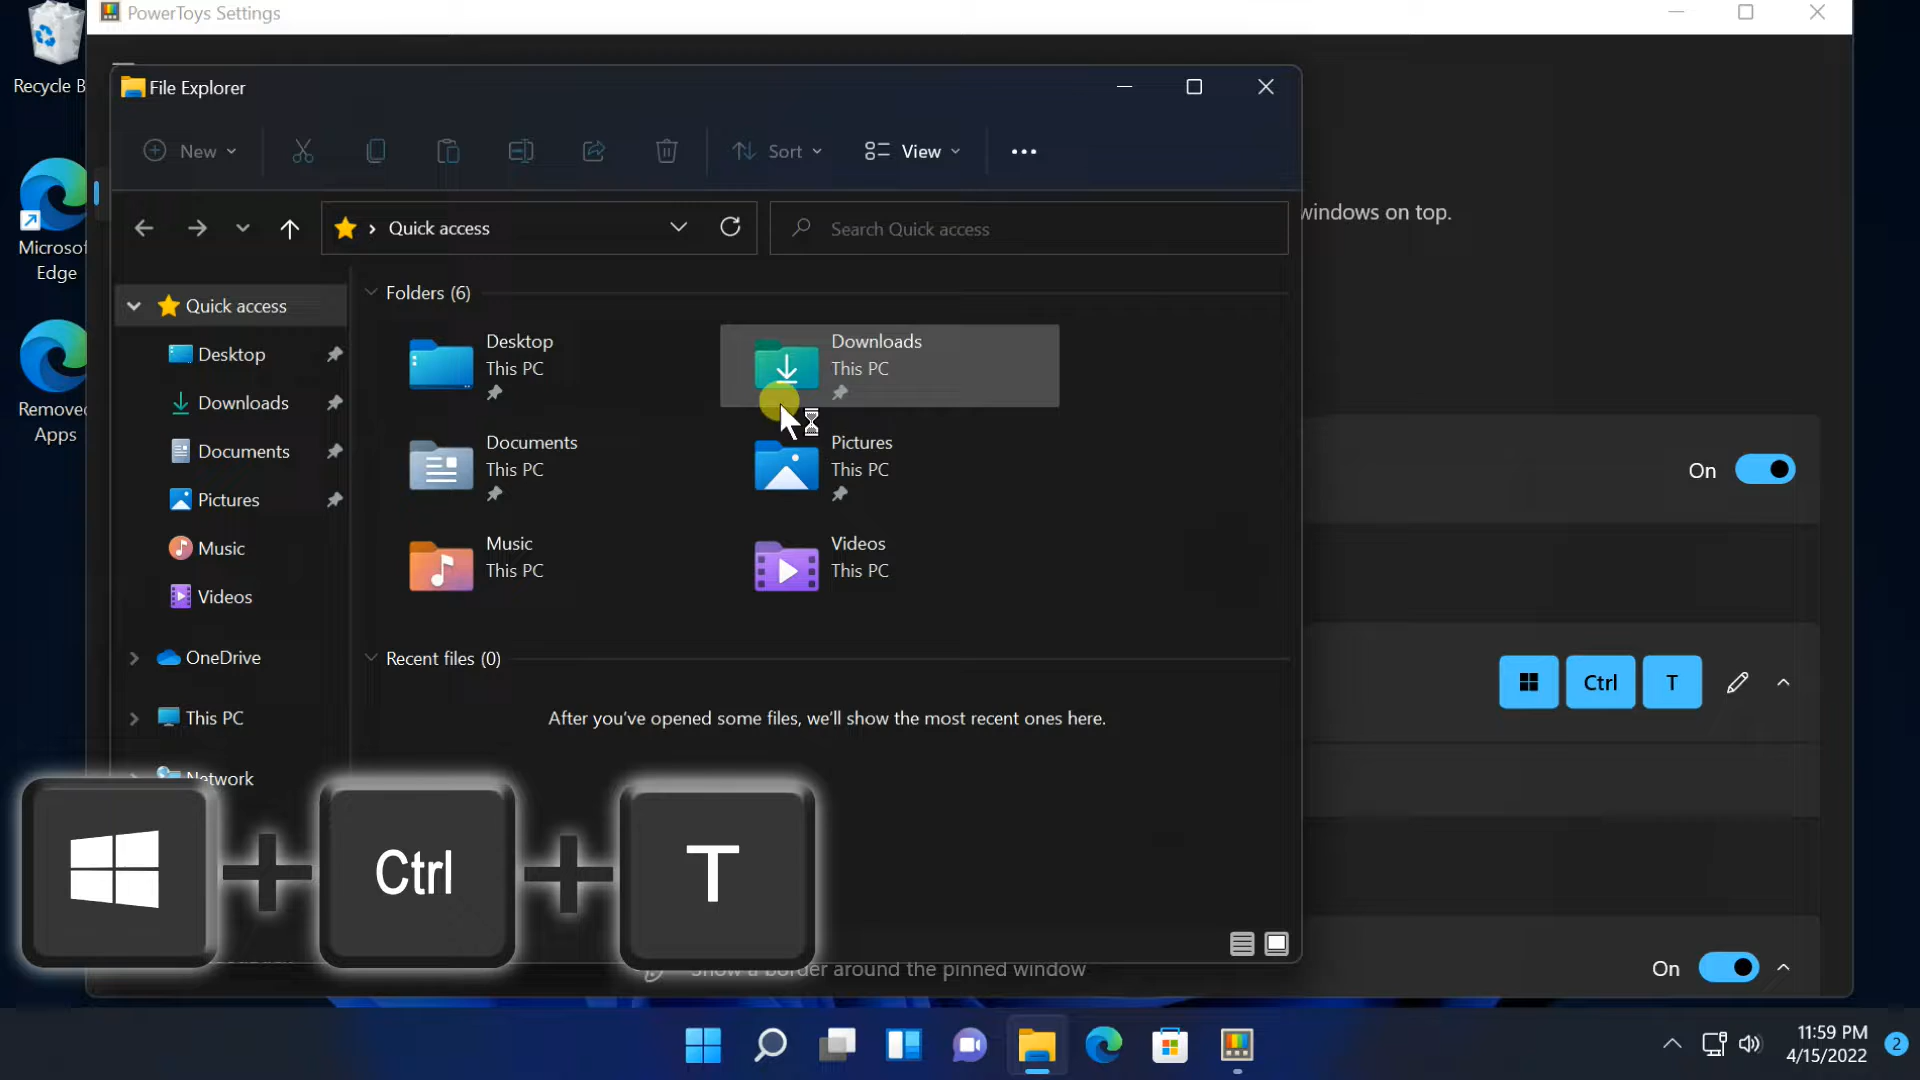 PowerToys Settings
Recycle B
File Explorer
New
Sort
View
Quick access
Search Quick access
windows on top.
Microsof
Edge
Removed
Apps
Quick access
Desktop
Downloads
Documents
Pictures
Music
Videos
OneDrive
This PC
Network
Folders (6)
Desktop
This PC
Downloads
This PC
Documents
This PC
Pictures
This PC
Music
This PC
Videos
This PC
Recent files (0)
After you've opened some files, we'll show the most recent ones here.
On
Ctrl
T
Ctrl
T
Show a border around the pinned window
On
11:59 PM
4/15/2022
2